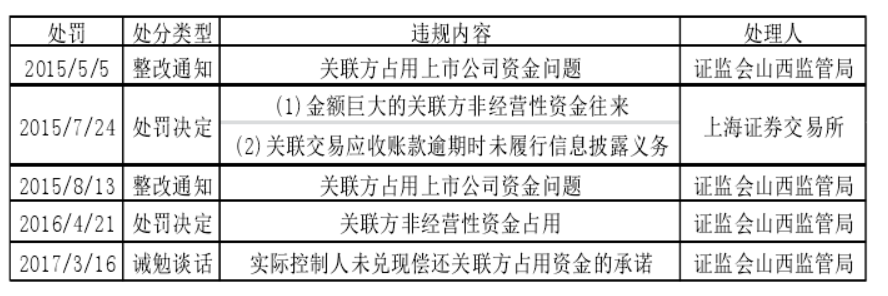 处罚 处分类型 违规内容 处理人
2015/5/5 整改通知 关联方占用上市公司资金问题 证监会山西监管局
2015/7/24 处罚决定 (1)金额巨大的关联方非经营性资金往来 上海证券交易所
(2)关联交易应收账款逾期时未履行信息披露义务
2015/8/13 整改通知 关联方占用上市公司资金问题 证监会山西监管局
2016/4/21 处罚决定 关联方非经营性资金占用 证监会山西监管局
2017/3/16 诫勉谈话 实际控制人未兑现偿还关联方占用资金的承诺 证监会山西监管局